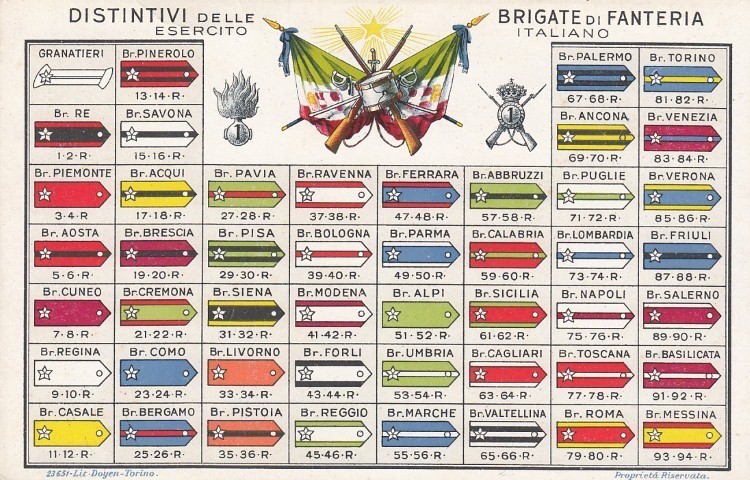 DISTINTIVI DELLE BRIGATE DI FANTERIA
ESERCITO ITALIANO
GRANATIERI Br. PINEROLO Br. PALERMO Br. TORINO
13·14·R· 67·68·R· 81·82·R·
Br. RE Br. SAVONA Br. ANCONA Br. VENEZIA
1 1
1·2·R· 15·16·R· 69·70·R· 83·84·R·
Br. PIEMONTE Br. ACQUI Br. PAVIA Br. RAVENNA Br. FERRARA Br. ABBRUZZI Br. PUGLIE Br. VERONA
3·4·R 17·18·R· 27·28·R· 37·38·R· 47·48·R· 57·58·R· 71·72·R· 85·86·R·
Br. AOSTA Br. BRESCIA Br. PISA Br. BOLOGNA Br. PARMA Br. CALABRIA Br. LOMBARDIA Br. FRIULI
5·6·R· 19·20·R· 29·30·R· 39·40·R· 49·50·R· 59·60·R· 73·74·R· 87·88·R·
Br. CUNEO Br. CREMONA Br. SIENA Br. MODENA Br. ALPI Br. SICILIA Br. NAPOLI Br. SALERNO
7·8·R· 21·22·R· 31·32·R· 41·42·R· 51·52·R· 61·62·R· 75·76·R· 89·90·R·
Br. REGINA Br. COMO Br. LIVORNO Br. FORLI Br. UMBRIA Br. CAGLIARI Br. TOSCANA Br. BASILICATA
9·10·R· 23·24·R· 33·34·R· 43·44·R· 53·54·R· 63·64·R· 77·78·R· 91·92·R·
Br. CASALE Br. BERGAMO Br. PISTOIA Br. REGGIO Br. MARCHE Br. VALTELLINA Br. ROMA Br. MESSINA
11·12·R· 25·26·R· 35·36·R· 45·46·R· 55·56·R· 65·66·R· 79·80·R· 93·94·R·
23651·Lit·Doyen-Torino. Proprietà Riservata.